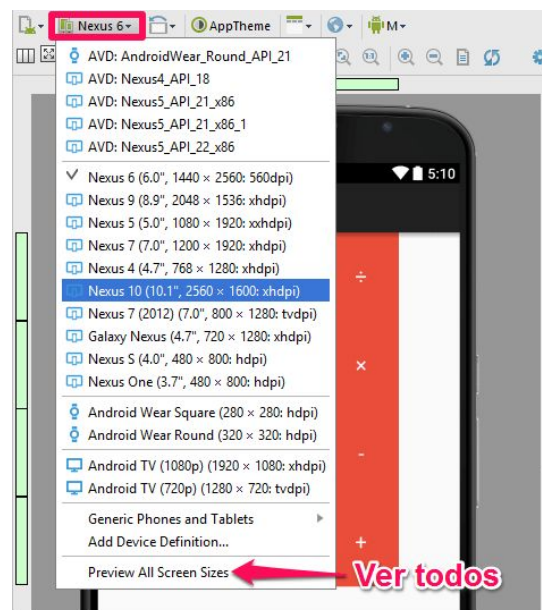 Nexus 6 AppTheme M
AVD: AndroidWear_Round_API_21
AVD: Nexus4_API_18
AVD: Nexus5_API_21_x86
AVD: Nexus5_API_21_x86_1
AVD: Nexus5_API_22_x86
5:10
Nexus 6 (6.0", 1440 × 2560: 560dpi)
Nexus 9 (8.9", 2048 × 1536: xhdpi)
Nexus 5 (5.0", 1080 × 1920: xxhdpi)
Nexus 7 (7.0", 1200 × 1920: xhdpi)
Nexus 4 (4.7", 768 × 1280: xhdpi)
Nexus 10 (10.1", 2560 × 1600: xhdpi)
Nexus 7 (2012) (7.0", 800 × 1280: tvdpi)
Galaxy Nexus (4.7", 720 × 1280: xhdpi)
Nexus S (4.0", 480 × 800: hdpi)
Nexus One (3.7", 480 × 800: hdpi)
Android Wear Square (280 × 280: hdpi)
Android Wear Round (320 × 320: hdpi)
Android TV (1080p) (1920 × 1080: xhdpi)
Android TV (720p) (1280 × 720: tvdpi)
Generic Phones and Tablets
Add Device Definition...
Preview All Screen Sizes
Ver todos
÷
×
-
+